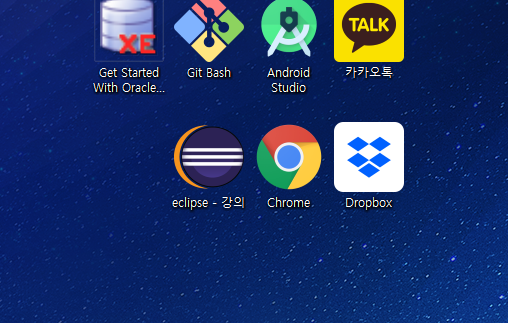 XE
TALK
Get Started
With Oracle...
Git Bash
Android
Studio
카카오톡
eclipse - 강의
Chrome
Dropbox